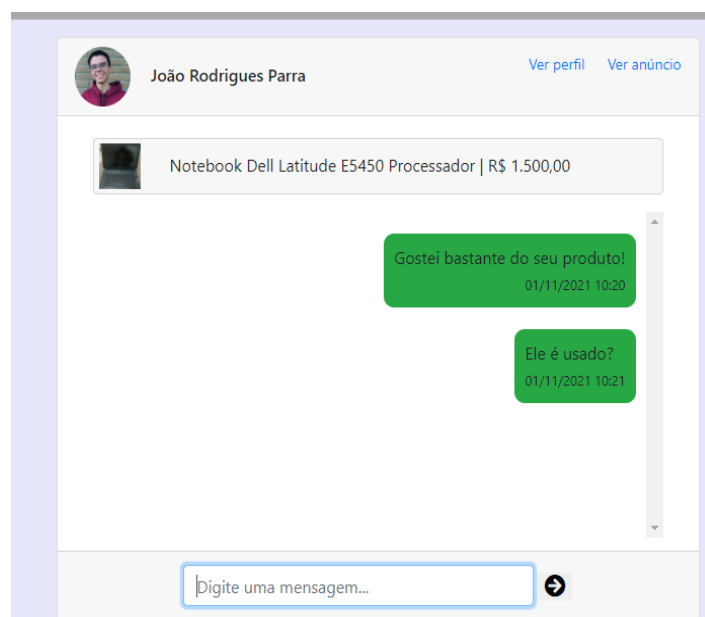 João Rodrigues Parra
Ver perfil
Ver anúncio
Notebook Dell Latitude E5450 Processador | R$ 1.500,00
Gostei bastante do seu produto!
01/11/2021 10:20
Ele é usado?
01/11/2021 10:21
Digite uma mensagem...